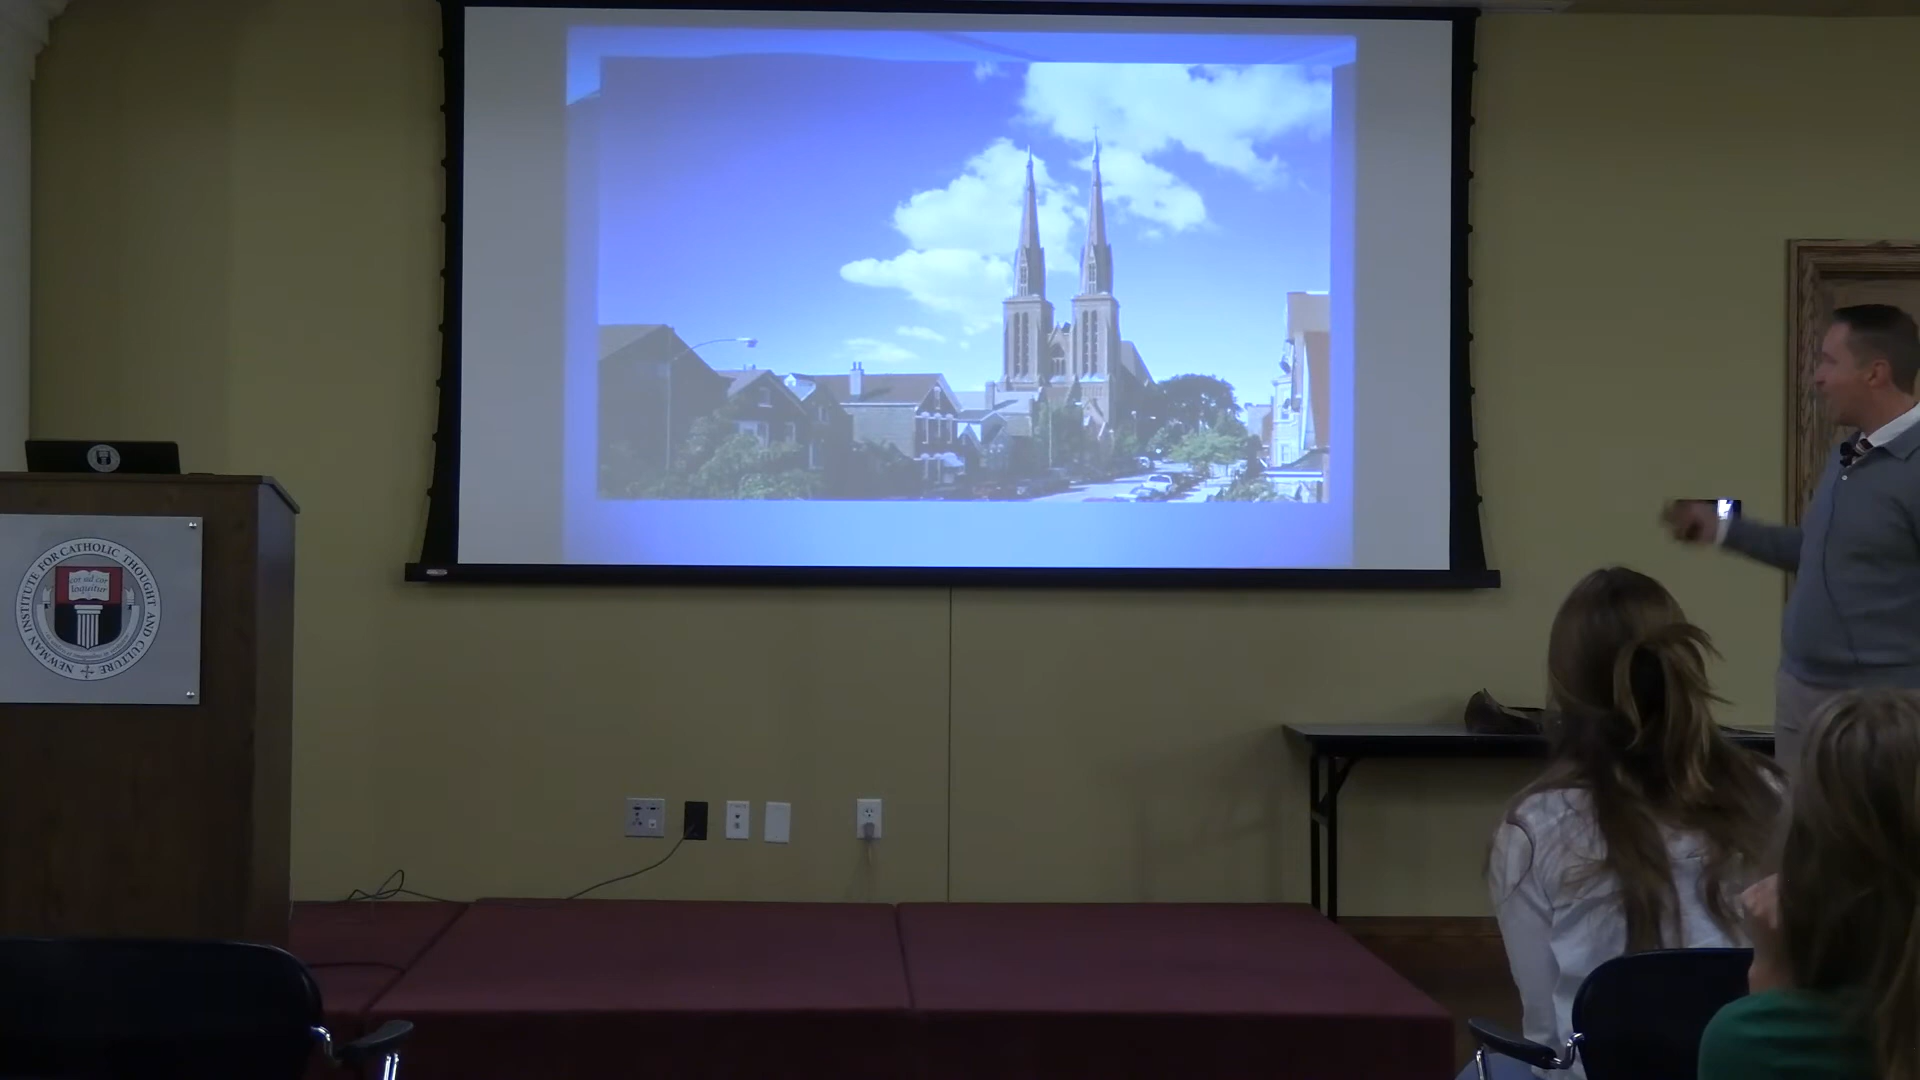 NEWMAN INSTITUTE FOR CATHOLIC THOUGHT AND CULTURE
cor ad cor
loquitur